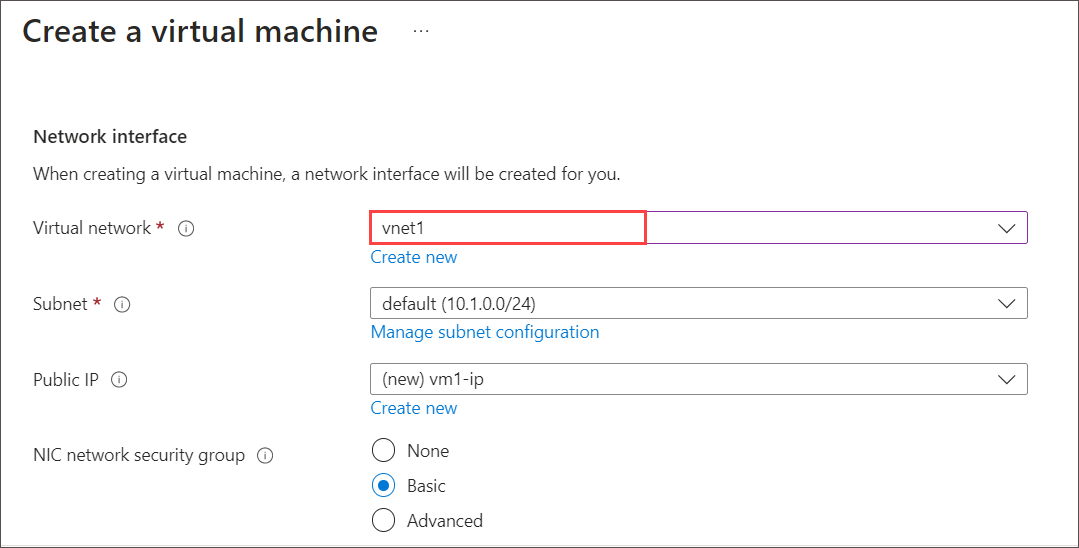 Create a virtual machine ...
Network interface
When creating a virtual machine, a network interface will be created for you.
Virtual network * vnet1
Create new
Subnet * default (10.1.0.0/24)
Manage subnet configuration
Public IP (new) vm1-ip
Create new
NIC network security group None
Basic
Advanced